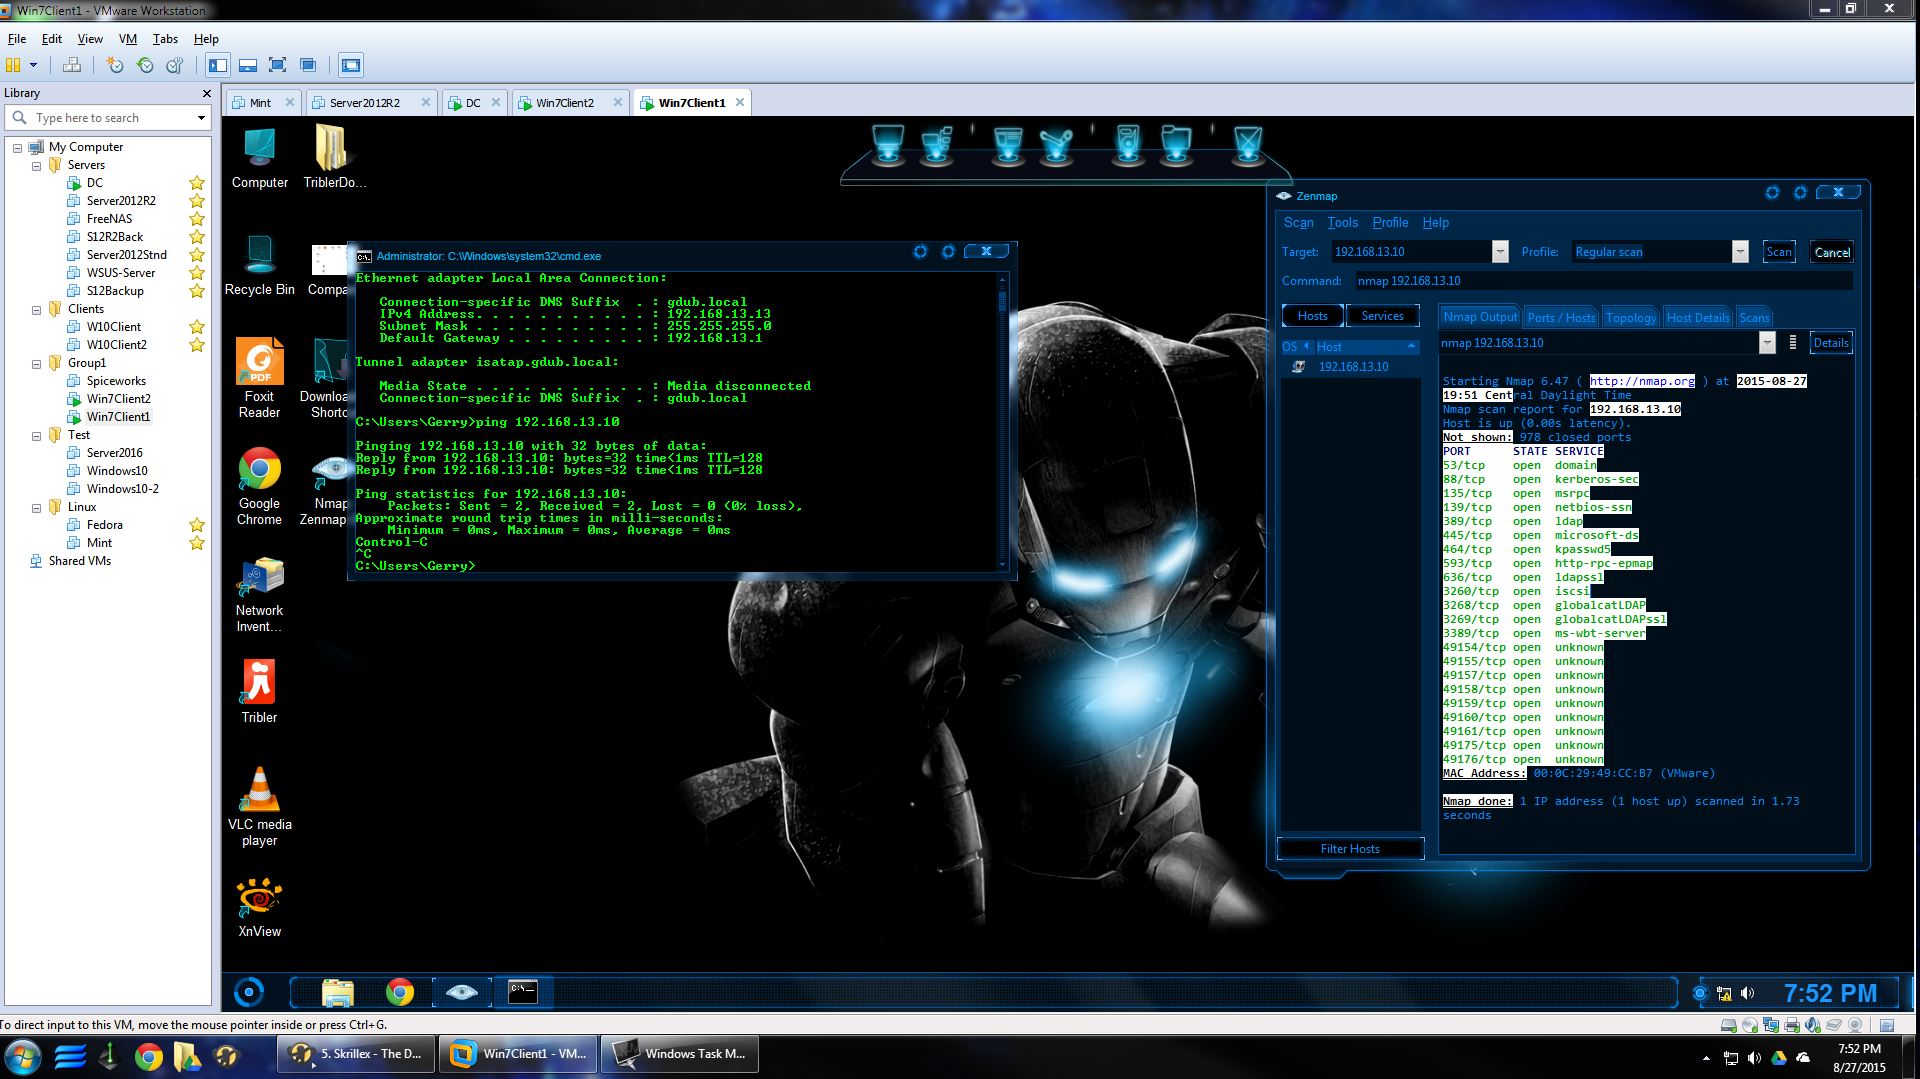 Win7Client1 - VMware Workstation
File Edit View VM Tabs Help
Library
Type here to search
My Computer
Servers
DC
Server2012R2
FreeNAS
S12R2Back
Server2012Stnd
WSUS-Server
S12Backup
Clients
W10Client
W10Client2
Group1
Spiceworks
Win7Client2
Win7Client1
Test
Server2016
Windows10
Windows10-2
Linux
Fedora
Mint
Shared VMs
Mint Server2012R2 DC Win7Client2 Win7Client1
Computer
TriblerDo...
Recycle Bin
Compa
Foxit
Reader
Downloa
Shortc
Google
Chrome
Nmap
Zenmap
Network
Invent...
Tribler
VLC media
player
XnView
Administrator: C:\Windows\system32\cmd.exe
Ethernet adapter Local Area Connection:
Connection-specific DNS Suffix . : gdub.local
IPv4 Address. . . . . . . . . . . : 192.168.13.13
Subnet Mask . . . . . . . . . . . : 255.255.255.0
Default Gateway . . . . . . . . . : 192.168.13.1
Tunnel adapter isatap.gdub.local:
Media State . . . . . . . . . . . : Media disconnected
Connection-specific DNS Suffix . : gdub.local
C:\Users\Gerry>ping 192.168.13.10
Pinging 192.168.13.10 with 32 bytes of data:
Reply from 192.168.13.10: bytes=32 time<1ms TTL=128
Reply from 192.168.13.10: bytes=32 time<1ms TTL=128
Ping statistics for 192.168.13.10:
Packets: Sent = 2, Received = 2, Lost = 0 (0% loss),
Approximate round trip times in milli-seconds:
Minimum = 0ms, Maximum = 0ms, Average = 0ms
Control-C
^C
C:\Users\Gerry>
Zenmap
Scan Tools Profile Help
Target: 192.168.13.10 Profile: Regular scan Scan Cancel
Command: nmap 192.168.13.10
Hosts Services
Nmap Output Ports / Hosts Topology Host Details Scans
OS Host
192.168.13.10
nmap 192.168.13.10 Details
Starting Nmap 6.47 ( http://nmap.org ) at 2015-08-27
19:51 Central Daylight Time
Nmap scan report for 192.168.13.10
Host is up (0.00s latency).
Not shown: 978 closed ports
PORT STATE SERVICE
53/tcp open domain
88/tcp open kerberos-sec
135/tcp open msrpc
139/tcp open netbios-ssn
389/tcp open ldap
445/tcp open microsoft-ds
464/tcp open kpasswd5
593/tcp open http-rpc-epmap
636/tcp open ldapssl
3260/tcp open iscsi
3268/tcp open globalcatLDAP
3269/tcp open globalcatLDAPssl
3389/tcp open ms-wbt-server
49154/tcp open unknown
49155/tcp open unknown
49157/tcp open unknown
49158/tcp open unknown
49159/tcp open unknown
49160/tcp open unknown
49161/tcp open unknown
49175/tcp open unknown
49176/tcp open unknown
MAC Address: 00:0C:29:49:CC:B7 (VMware)
Nmap done: 1 IP address (1 host up) scanned in 1.73
seconds
Filter Hosts
7:52 PM
To direct input to this VM, move the mouse pointer inside or press Ctrl+G.
5. Skrillex - The D...
Win7Client1 - VM...
Windows Task M...
7:52 PM
8/27/2015